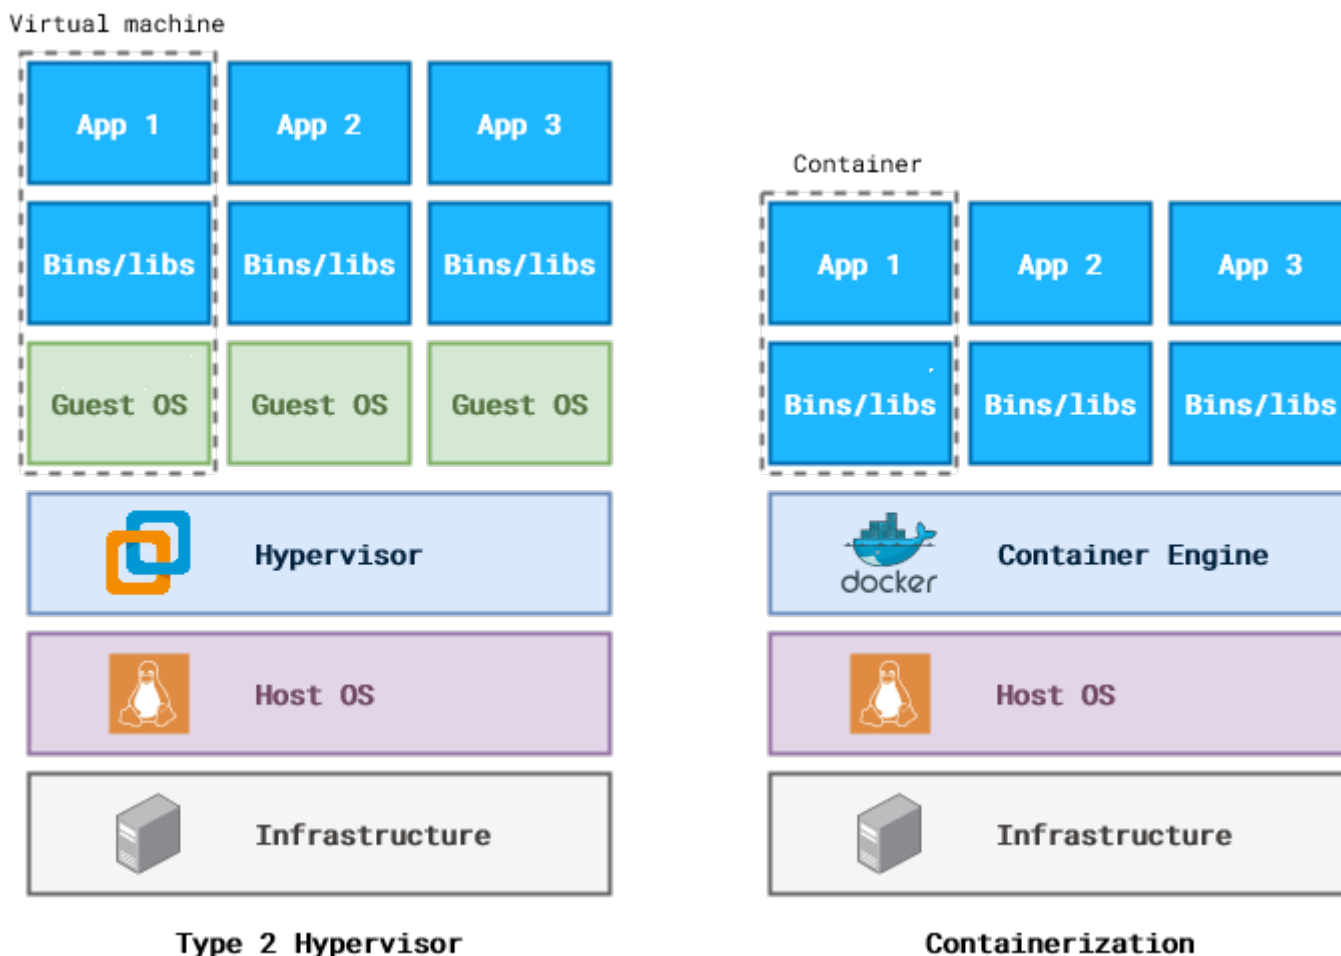 Virtual machine
App 1
App 2
App 3
Bins/libs
Bins/libs
Bins/libs
Guest OS
Guest OS
Guest OS
Hypervisor
Host OS
Infrastructure
Type 2 Hypervisor
Container
App 1
App 2
App 3
Bins/libs
Bins/libs
Bins/libs
docker
Container Engine
Host OS
Infrastructure
Containerization